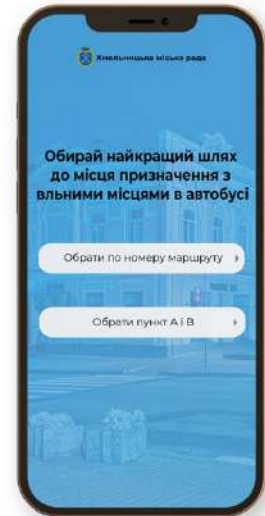 Хмельницька міська рада
Обирай найкращий шлях
до місця призначення з
вльними місцями в автобусі
Обрати по номеру маршруту
Обрати пункт А і В